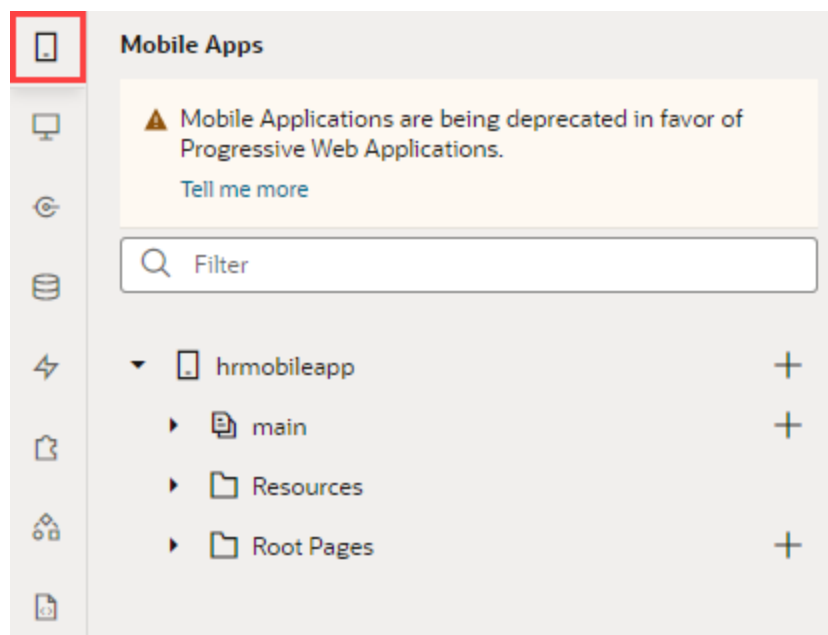 Mobile Apps
Mobile Applications are being deprecated in favor of
Progressive Web Applications.
Tell me more
Filter
hrmobileapp
main
Resources
Root Pages